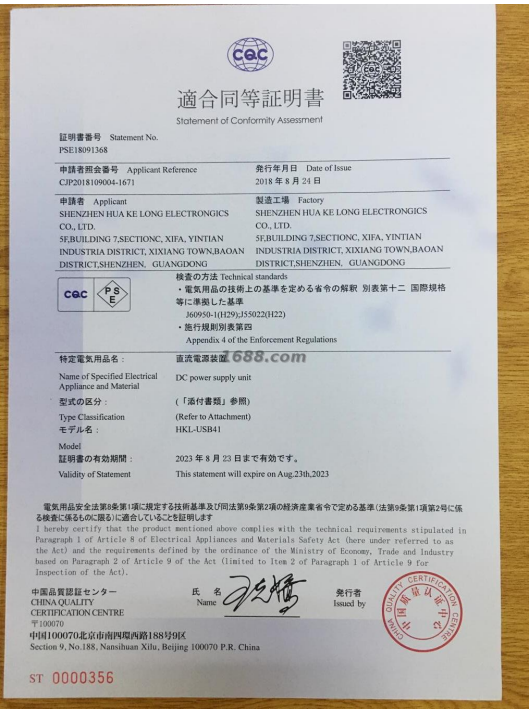 CQC
適合同等証明書
Statement of Conformity Assessment
証明書番号 Statement No.
PSE18091368
申請者照会番号 Applicant Reference
発行年月日 Date of Issue
CJP2018109004-1671
2018 年 8 月 24 日
申請者 Applicant
製造工場 Factory
SHENZHEN HUA KE LONG ELECTRONGICS
CO., LTD.
5F,BUILDING 7,SECTIONC, XIFA, YINTIAN
INDUSTRIA DISTRICT, XIXIANG TOWN,BAOAN
DISTRICT,SHENZHEN, GUANGDONG
SHENZHEN HUA KE LONG ELECTRONGICS
CO., LTD.
5F,BUILDING 7,SECTIONC, XIFA, YINTIAN
INDUSTRIA DISTRICT, XIXIANG TOWN,BAOAN
DISTRICT,SHENZHEN, GUANGDONG
CQC
P S
E
検査の方法 Technical standards
・電気用品の技術上の基準を定める省令の解釈 別表第十二 国際規格
等に準拠した基準
J60950-1(H29);J55022(H22)
・施行規則別表第四
Appendix 4 of the Enforcement Regulations
特定電気用品名：
直流電源装置
1688.com
Name of Specified Electrical
Appliance and Material
DC power supply unit
型式の区分：
(「添付書類」参照)
Type Classification
(Refer to Attachment)
モデル名：
HKL-USB41
Model
証明書の有効期間：
2023 年 8 月 23 日まで有効です。
Validity of Statement
This statement will expire on Aug.23th,2023
電気用品安全法第8条第1項に規定する技術基準及び同法第9条第2項の経済産業省令で定める基準（法第9条第1項第2号に係
る検査に係るものに限る）に適合していることを証明します
I hereby certify that the product mentioned above complies with the technical requirements stipulated in
Paragraph 1 of Article 8 of Electrical Appliances and Materials Safety Act (here under referred to as
the Act) and the requirements defined by the ordinance of the Ministry of Economy, Trade and Industry
based on Paragraph 2 of Article 9 of the Act (limited to Item 2 of Paragraph 1 of Article 9 for
Inspection of the Act).
中国品質認証センター
CHINA QUALITY
CERTIFICATION CENTRE
〒100070
氏 名
Name
発行者
Issued by
CHINA QUALITY CERTIFICATION CENTRE
中国质量认证中心
中国100070北京市南四環西路188号9区
Section 9, No.188, Nansihuan Xilu, Beijing 100070 P.R. China
ST 0000356